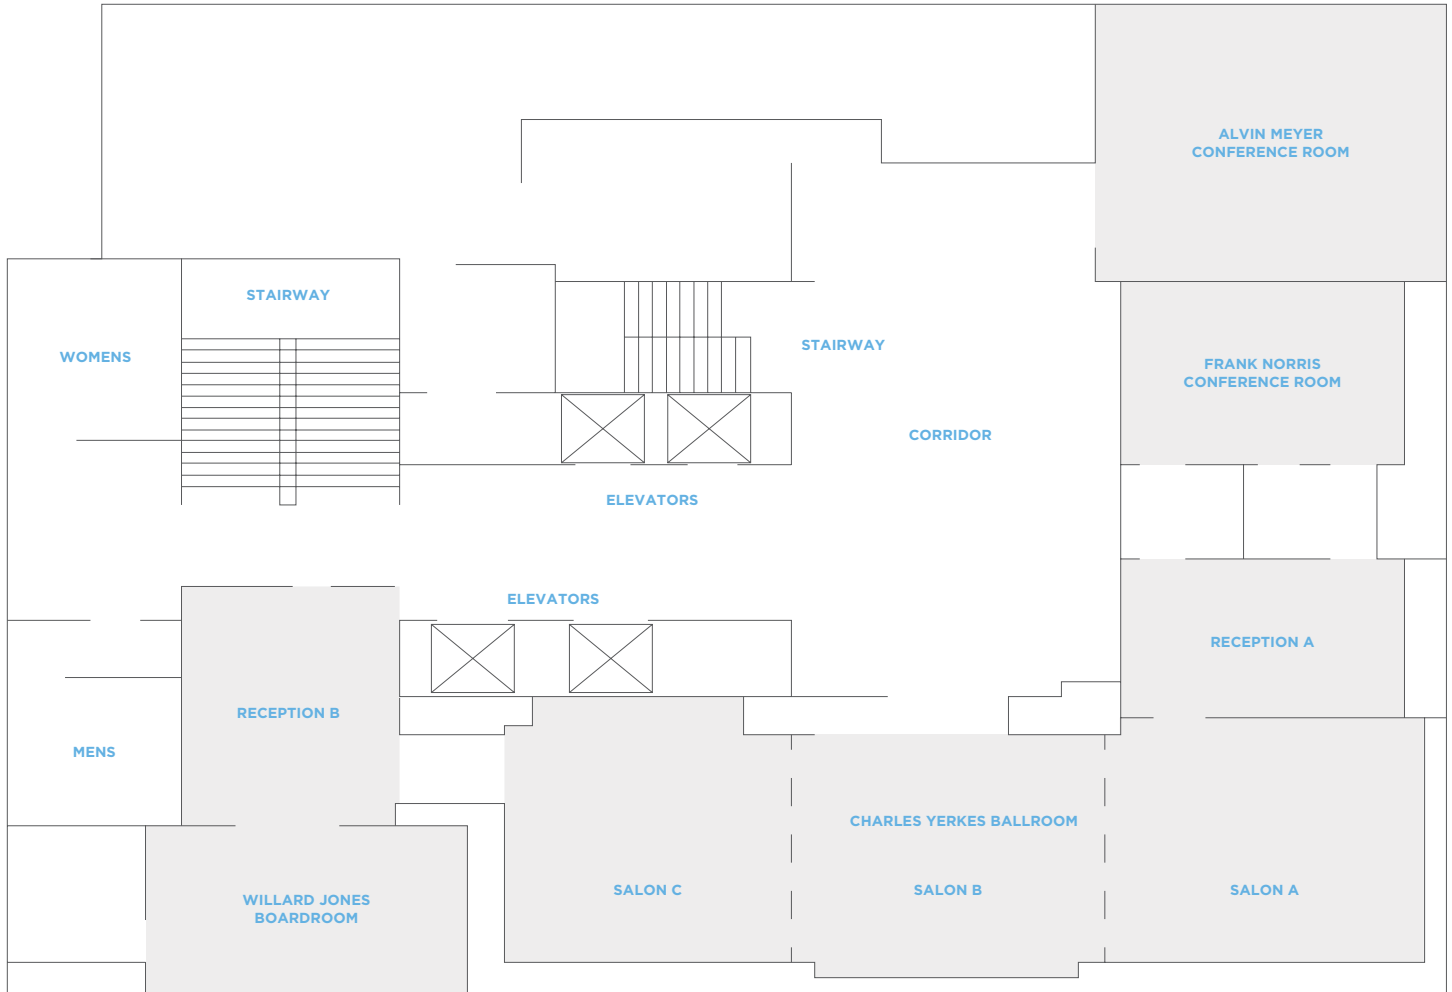 ALVIN MEYER
CONFERENCE ROOM
STAIRWAY
WOMENS
STAIRWAY
FRANK NORRIS
CONFERENCE ROOM
CORRIDOR
ELEVATORS
ELEVATORS
RECEPTION A
RECEPTION B
MENS
CHARLES YERKES BALLROOM
WILLARD JONES
BOARDROOM
SALON C
SALON B
SALON A